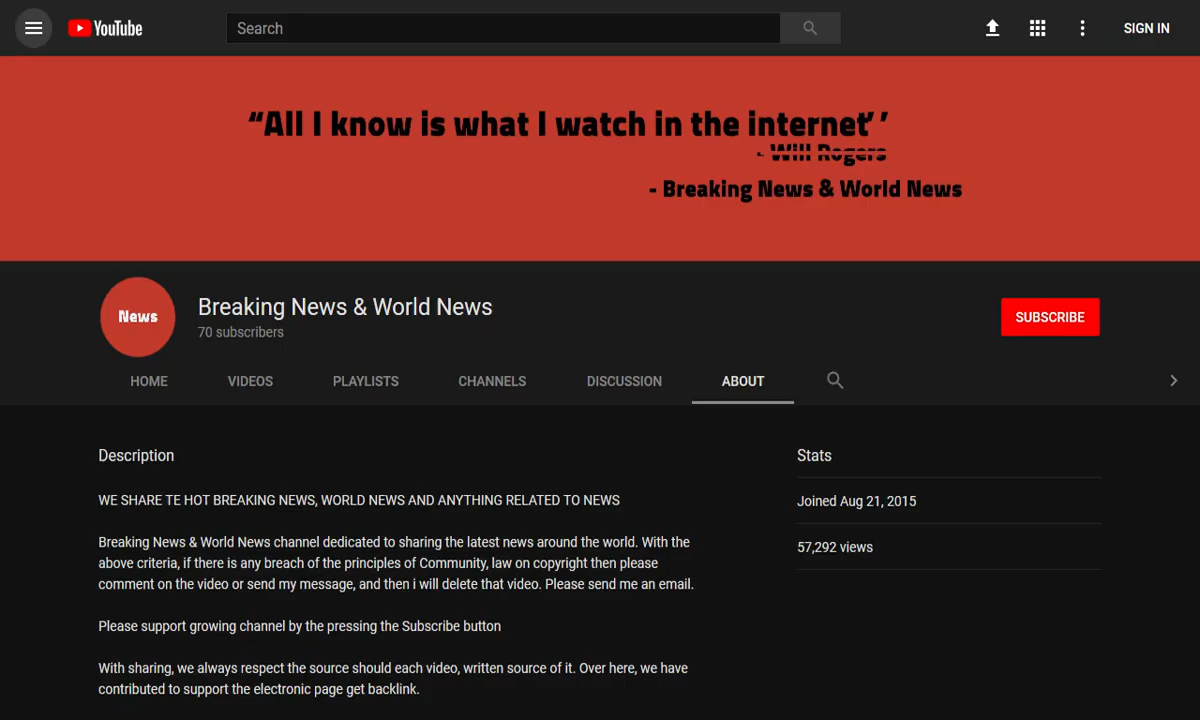 YouTube
Search
SIGN IN
“All I know is what I watch in the internet’’
- Will Rogers
- Breaking News & World News
News
Breaking News & World News
70 subscribers
SUBSCRIBE
HOME
VIDEOS
PLAYLISTS
CHANNELS
DISCUSSION
ABOUT
Description
WE SHARE TE HOT BREAKING NEWS, WORLD NEWS AND ANYTHING RELATED TO NEWS
Breaking News & World News channel dedicated to sharing the latest news around the world. With the
above criteria, if there is any breach of the principles of Community, law on copyright then please
comment on the video or send my message, and then i will delete that video. Please send me an email.
Please support growing channel by the pressing the Subscribe button
With sharing, we always respect the source should each video, written source of it. Over here, we have
contributed to support the electronic page get backlink.
Stats
Joined Aug 21, 2015
57,292 views